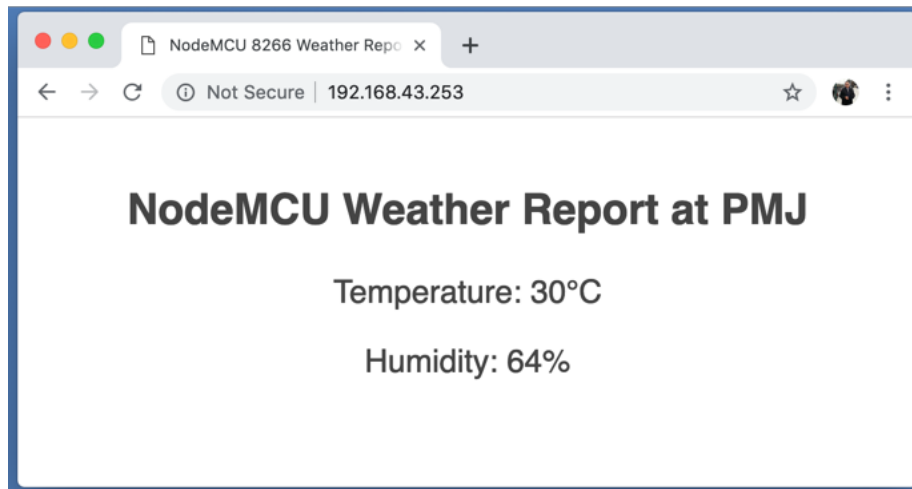 NodeMCU 8266 Weather Repo
Not Secure
192.168.43.253
NodeMCU Weather Report at PMJ
Temperature: 30°C
Humidity: 64%